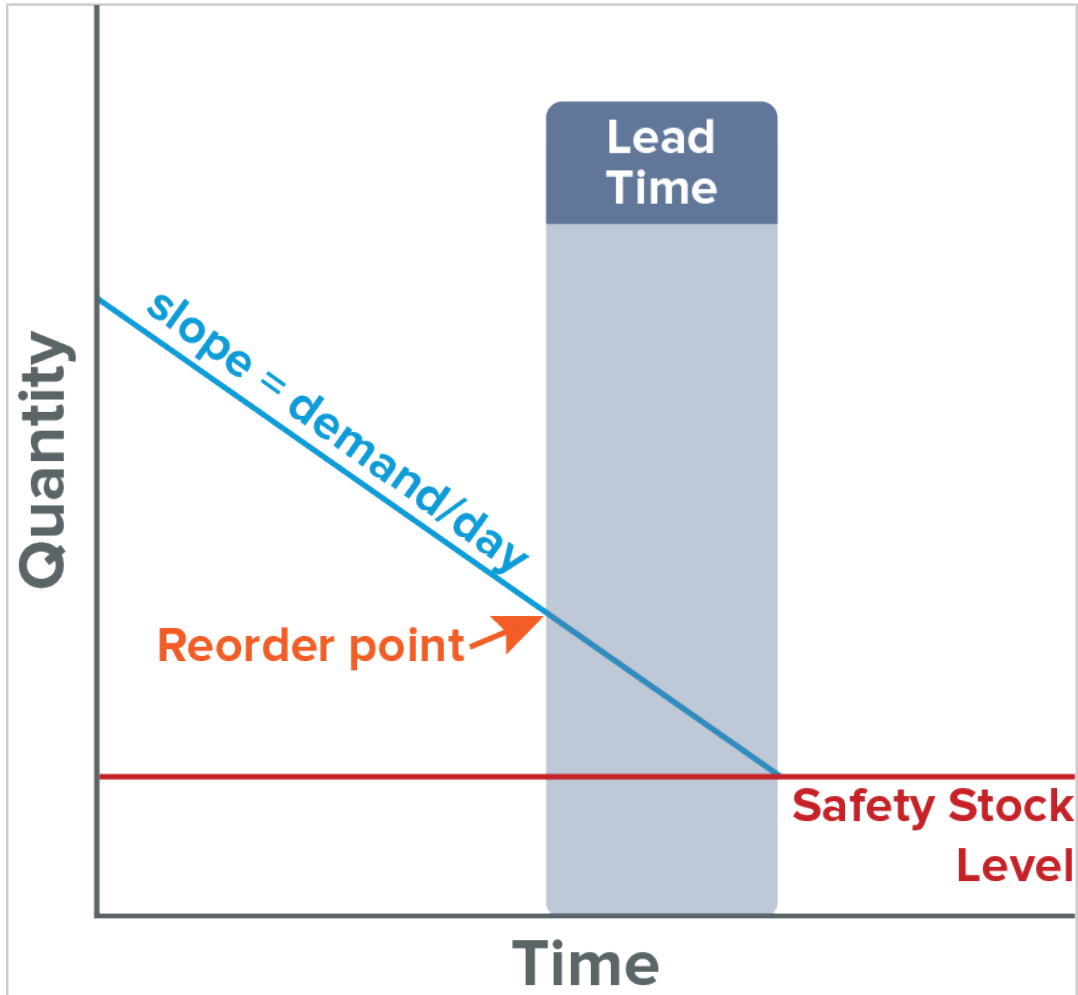 Lead
Time
slope = demand/day
Quantity
Reorder point
Safety Stock
Level
Time